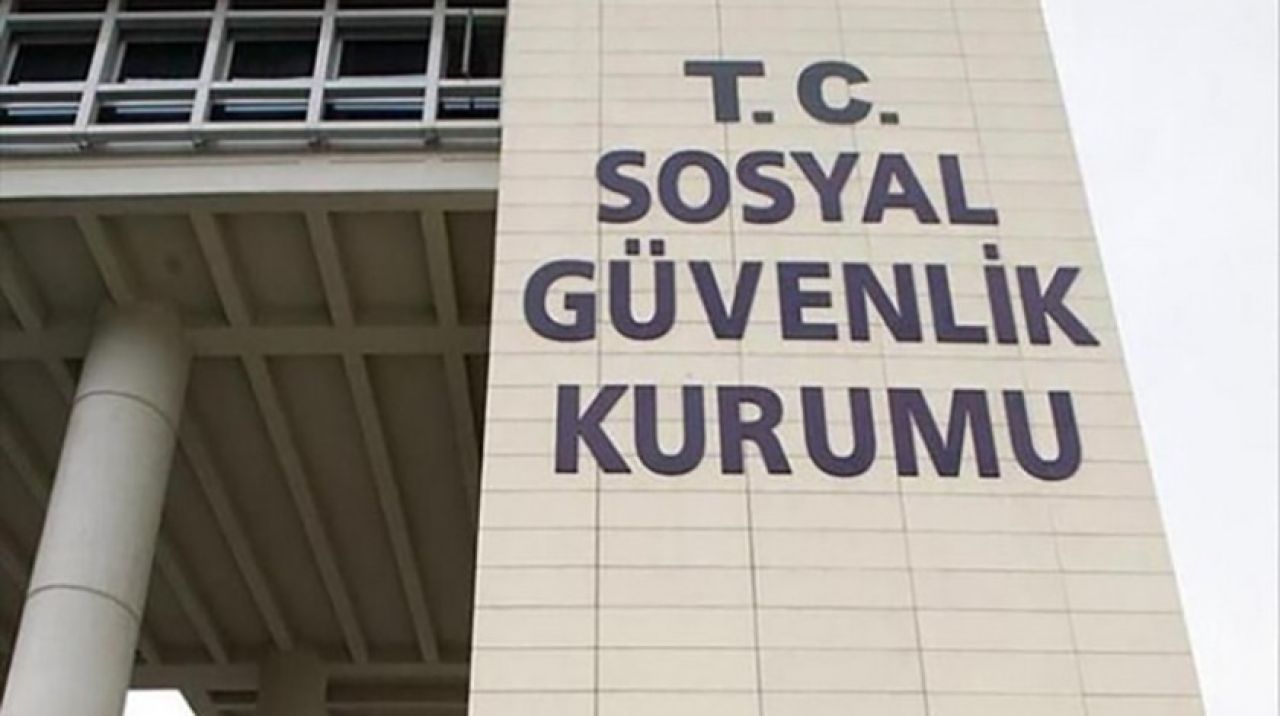 T. C.
SOSYAL
GÜVENLİK
KURUMU